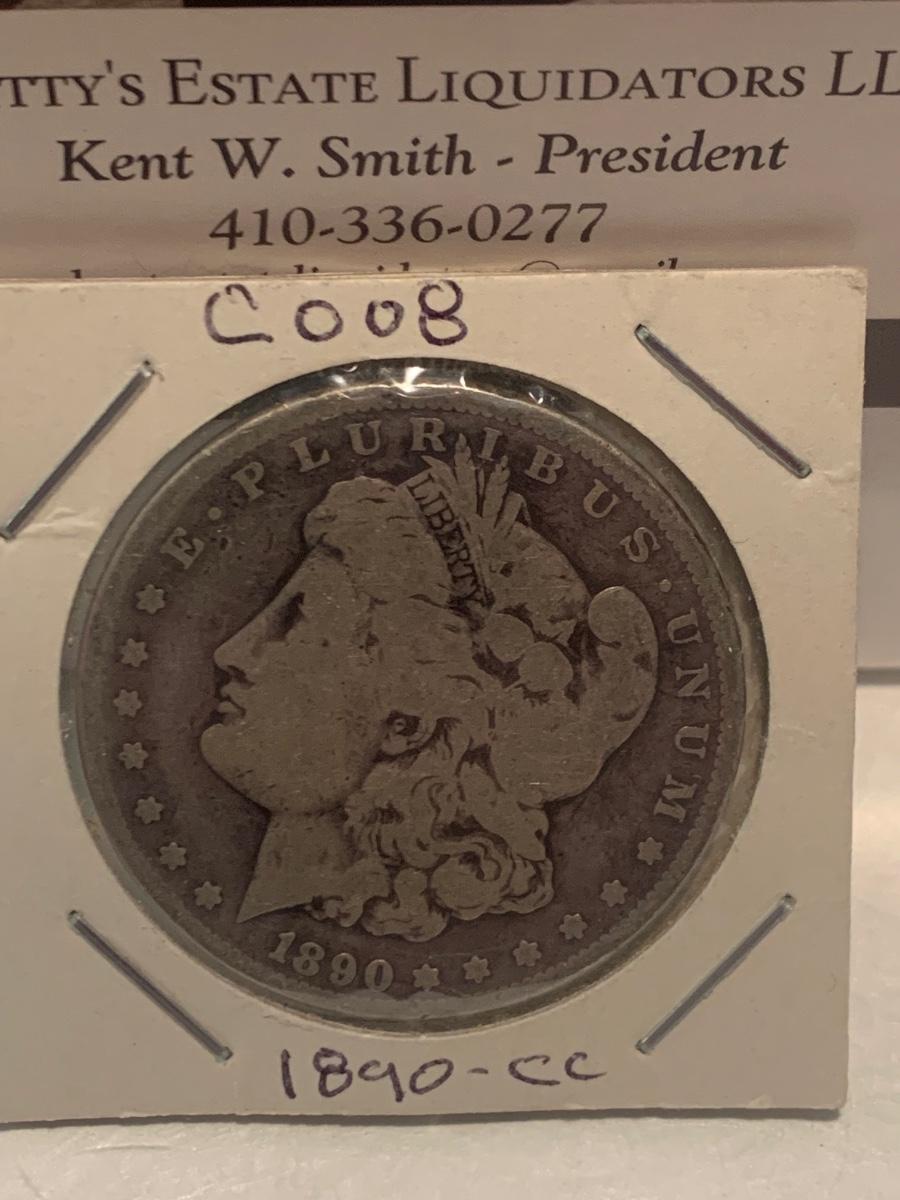 TTY'S ESTATE LIQUIDATORS LL
Kent W. Smith - President
410-336-0277
C008
E·PLURIBUS·UNUM
LIBERTY
1890
1890-CC